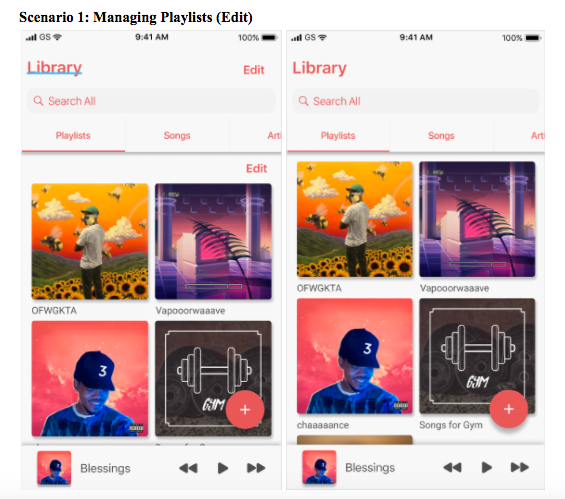 Scenario 1: Managing Playlists (Edit)
GS 9:41 AM 100%
Library Edit
Search All
Playlists Songs Arti
Edit
OFWGKTA Vapooorwaaave
3 GYM
+
Blessings
GS 9:41 AM 100%
Library
Search All
Playlists Songs Arti
OFWGKTA Vapooorwaaave
3 GYM
chaaaaance Songs for Gym
+
Blessings